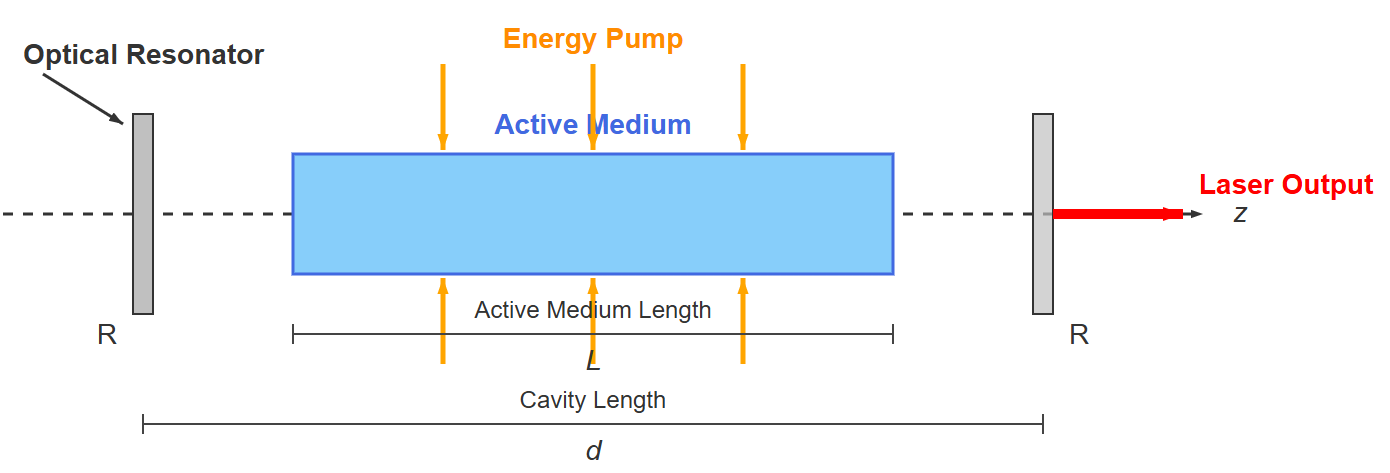 Energy Pump
Optical Resonator
Active Medium
Laser Output
z
Active Medium Length
R
R
L
Cavity Length
d